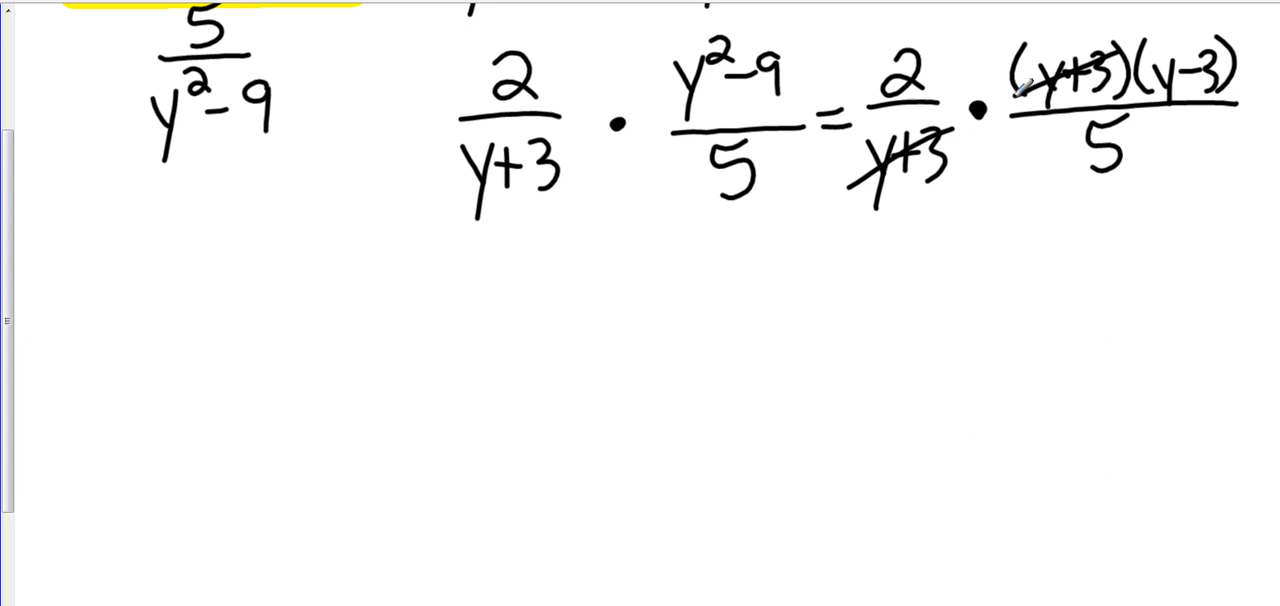 5/(y²-9)
2/(y+3) • (y²-9)/5 = 2/(y+3) • (y+3)(y-3)/5